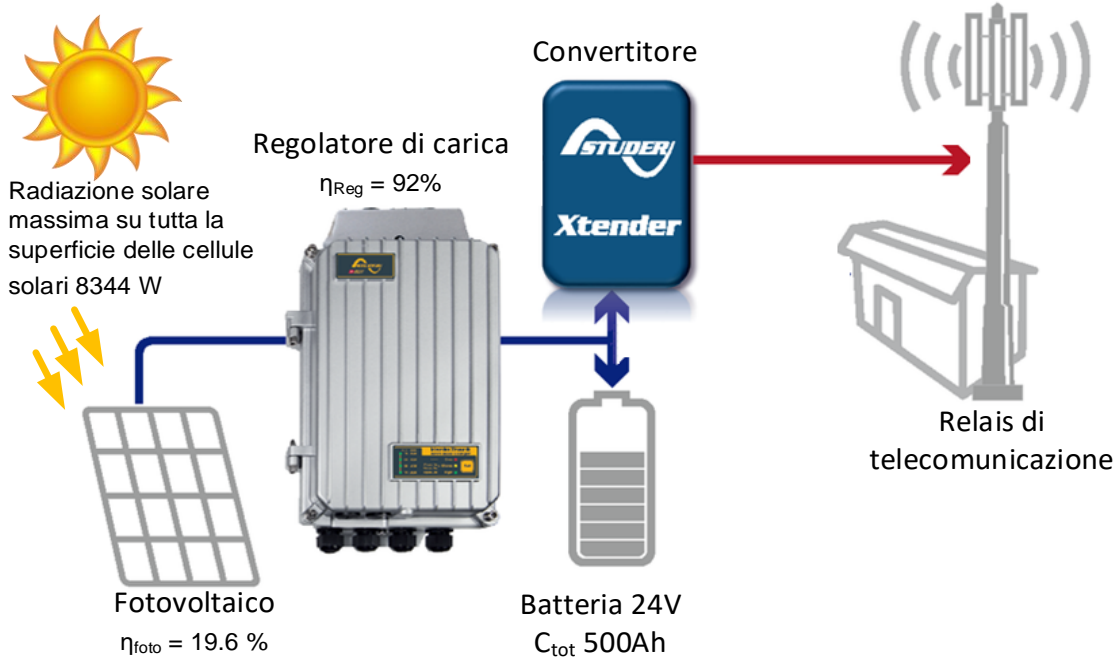 Convertitore
STUDER
Xtender
Regolatore di carica
ηReg = 92%
Radiazione solare
massima su tutta la
superficie delle cellule
solari 8344 W
Fotovoltaico
ηfoto = 19.6 %
Batteria 24V
Ctot 500Ah
Relais di
telecomunicazione